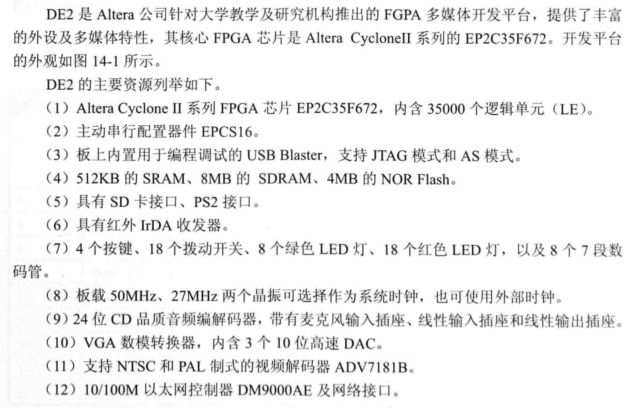 DE2 是 Altera 公司针对大学教学及研究机构推出的 FGPA 多媒体开发平台，提供了丰富
的外设及多媒体特性，其核心 FPGA 芯片是 Altera CycloneII 系列的 EP2C35F672。开发平台
的外观如图 14-1 所示。
DE2 的主要资源列举如下。
（1）Altera Cyclone II 系列 FPGA 芯片 EP2C35F672，内含 35000 个逻辑单元（LE）。
（2）主动串行配置器件 EPCS16。
（3）板上内置用于编程调试的 USB Blaster，支持 JTAG 模式和 AS 模式。
（4）512KB 的 SRAM、8MB 的 SDRAM、4MB 的 NOR Flash。
（5）具有 SD 卡接口、PS2 接口。
（6）具有红外 IrDA 收发器。
（7）4 个按键、18 个拨动开关、8 个绿色 LED 灯、18 个红色 LED 灯，以及 8 个 7 段数
码管。
（8）板载 50MHz、27MHz 两个晶振可选择作为系统时钟，也可使用外部时钟。
（9）24 位 CD 品质音频编解码器，带有麦克风输入插座、线性输入插座和线性输出插座。
（10）VGA 数模转换器，内含 3 个 10 位高速 DAC。
（11）支持 NTSC 和 PAL 制式的视频解码器 ADV7181B。
（12）10/100M 以太网控制器 DM9000AE 及网络接口。